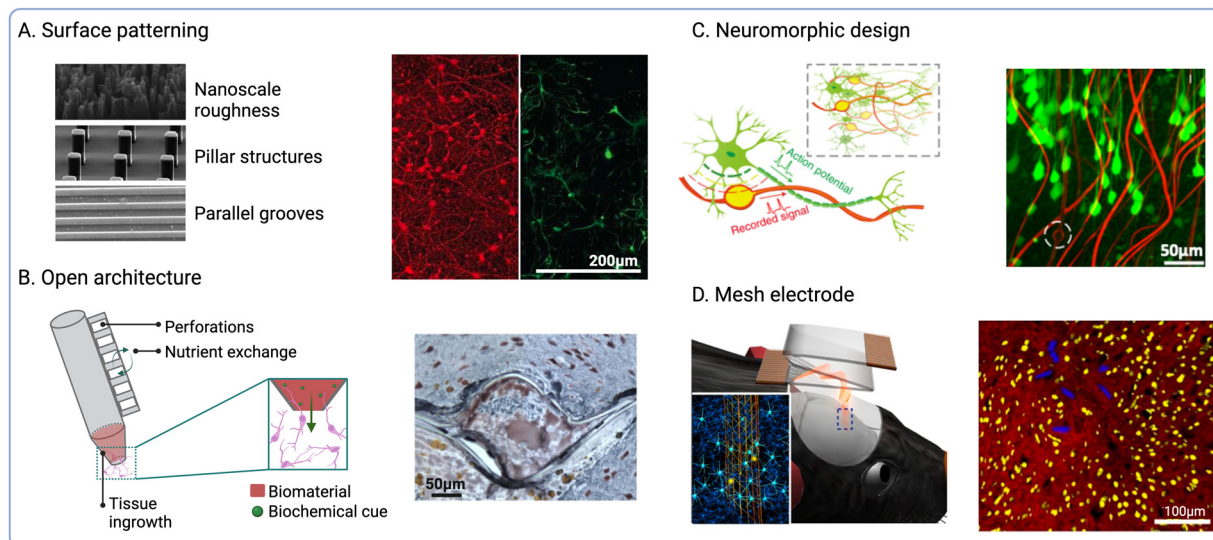 A. Surface patterning
Nanoscale
roughness
Pillar structures
Parallel grooves
200μm
B. Open architecture
Perforations
Nutrient exchange
Tissue
ingrowth
Biomaterial
Biochemical cue
50μm
C. Neuromorphic design
Action potential
Recorded signal
50μm
D. Mesh electrode
100μm